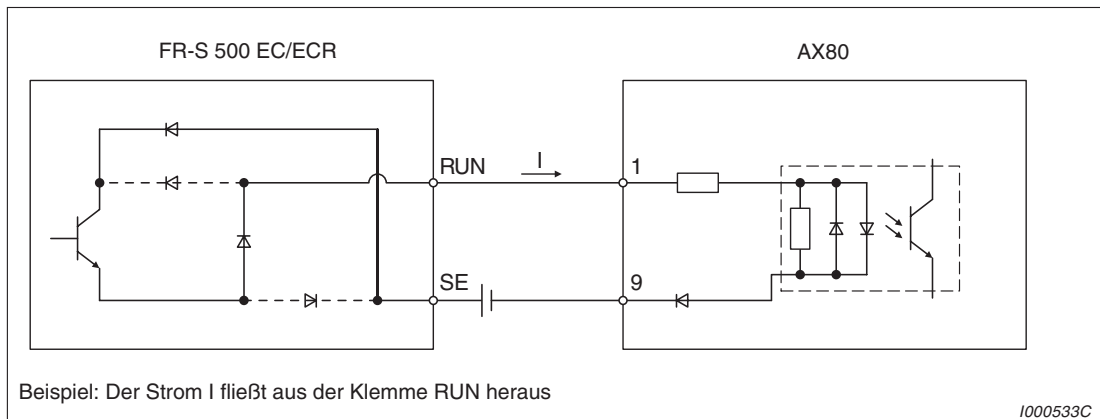 FR-S 500 EC/ECR
AX80
RUN
I
1
SE
9
Beispiel: Der Strom I fließt aus der Klemme RUN heraus
I000533C